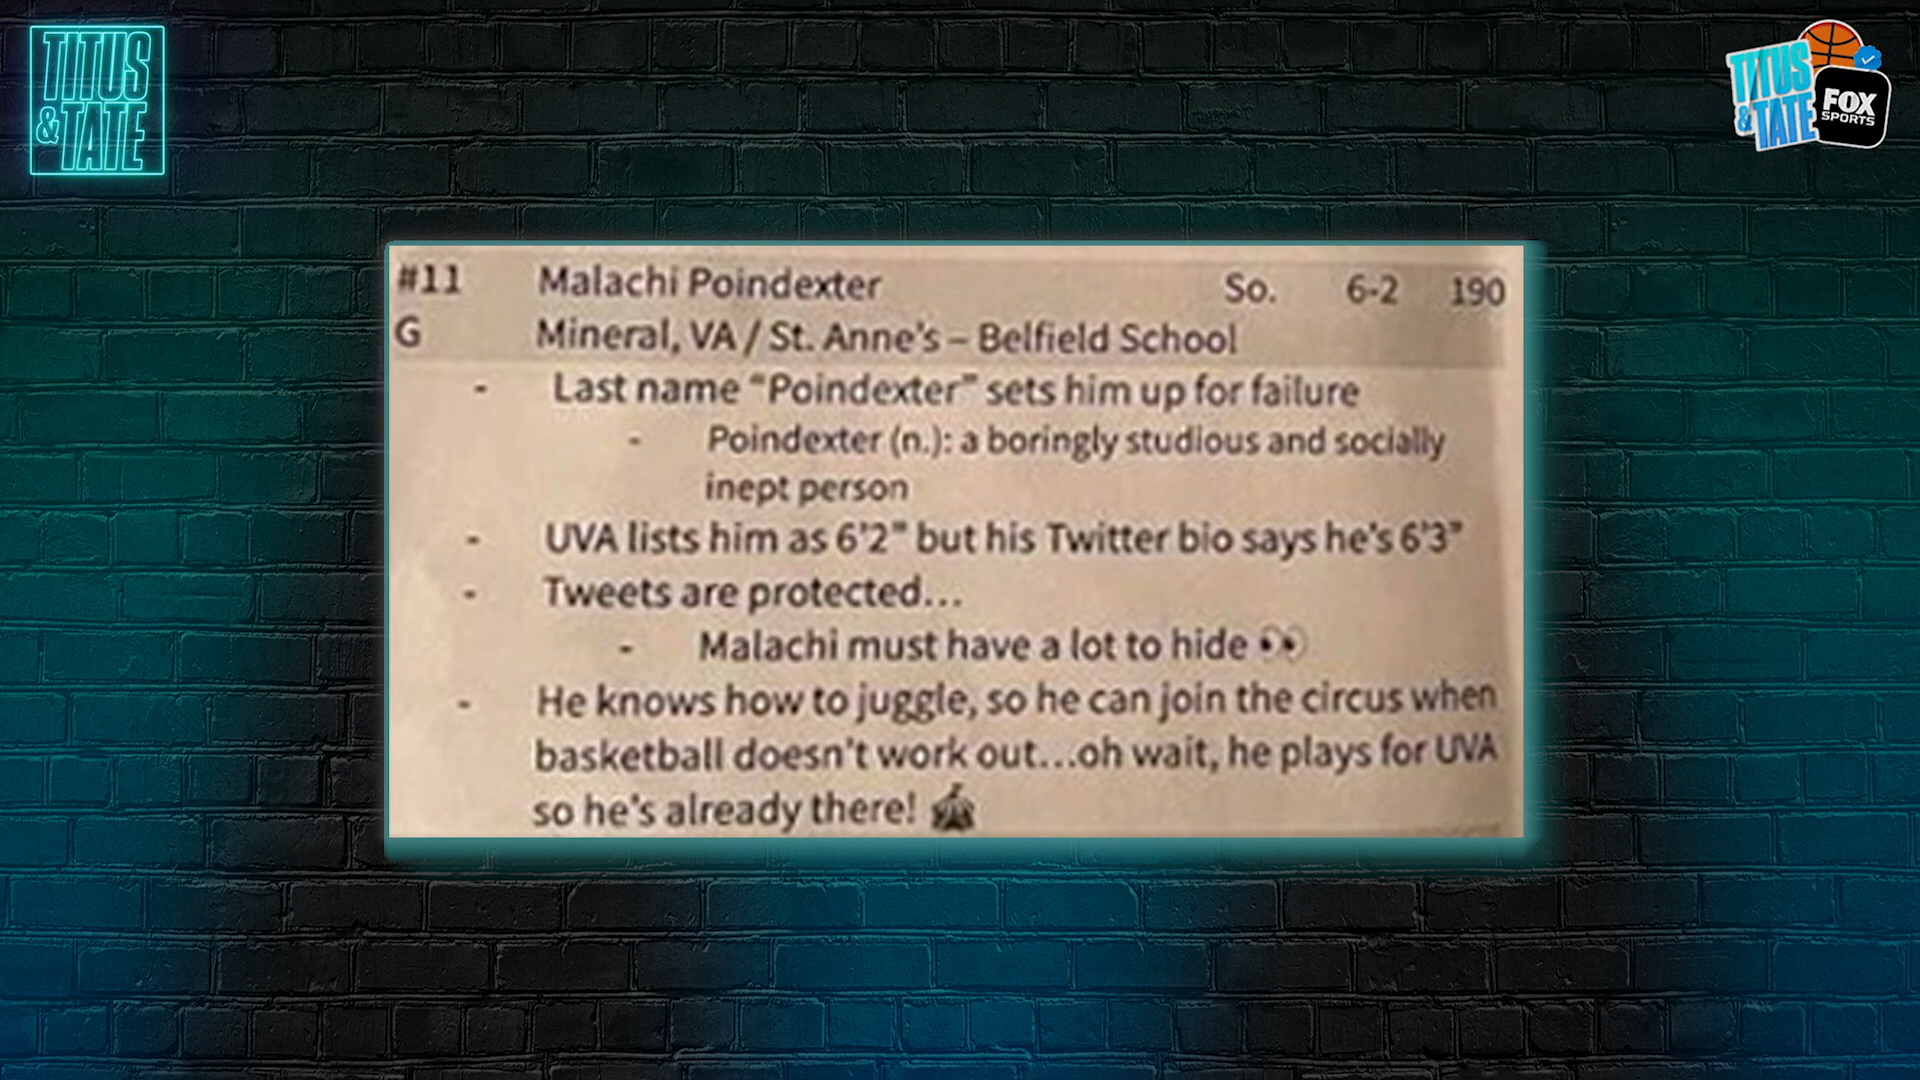 TITUS
&TATE
TITUS
&TATE
FOX
SPORTS
#11 Malachi Poindexter So. 6-2 190
G Mineral, VA / St. Anne's – Belfield School
- Last name “Poindexter” sets him up for failure
- Poindexter (n.): a boringly studious and socially
inept person
- UVA lists him as 6'2” but his Twitter bio says he's 6'3”
- Tweets are protected...
- Malachi must have a lot to hide 👀
- He knows how to juggle, so he can join the circus when
basketball doesn't work out...oh wait, he plays for UVA
so he's already there! 🎪